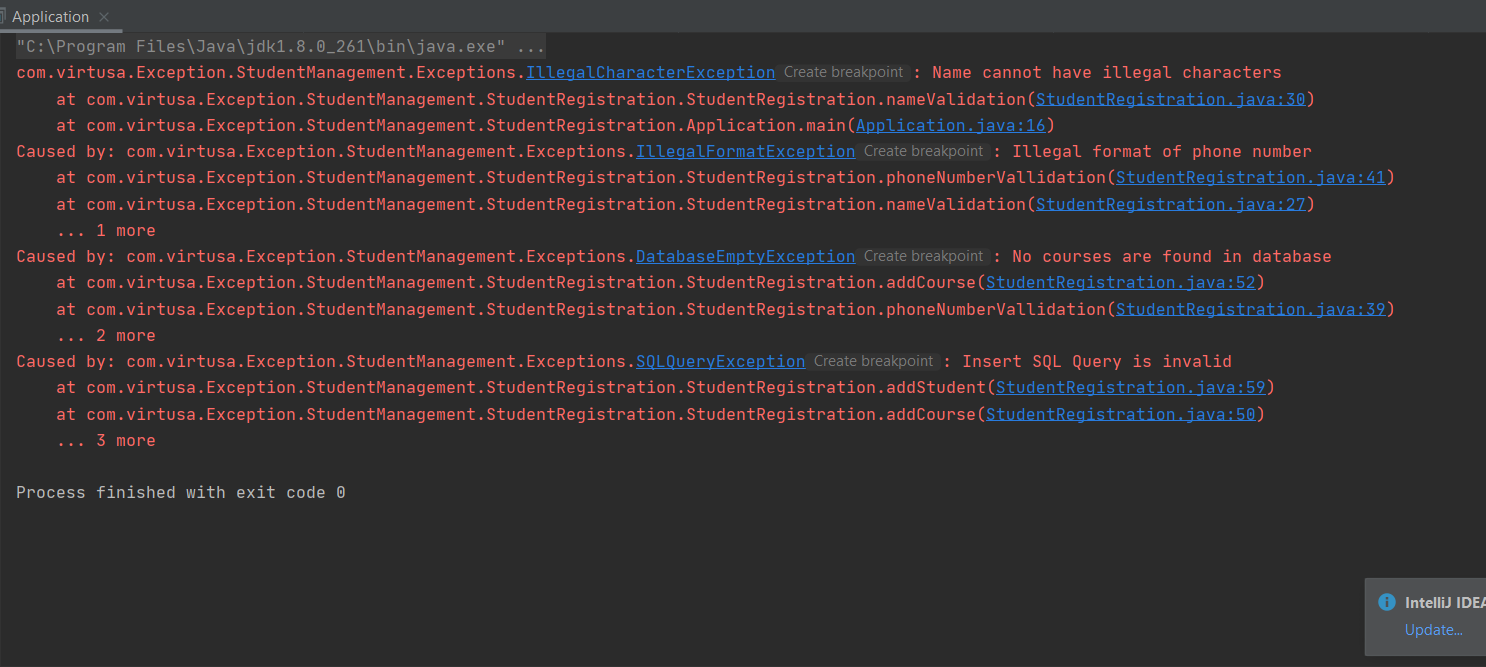 Application
"C:\Program Files\Java\jdk1.8.0_261\bin\java.exe" ...
com.virtusa.Exception.StudentManagement.Exceptions.IllegalCharacterException Create breakpoint : Name cannot have illegal characters
at com.virtusa.Exception.StudentManagement.StudentRegistration.StudentRegistration.nameValidation(StudentRegistration.java:30)
at com.virtusa.Exception.StudentManagement.StudentRegistration.Application.main(Application.java:16)
Caused by: com.virtusa.Exception.StudentManagement.Exceptions.IllegalFormatException Create breakpoint : Illegal format of phone number
at com.virtusa.Exception.StudentManagement.StudentRegistration.StudentRegistration.phoneNumberVallidation(StudentRegistration.java:41)
at com.virtusa.Exception.StudentManagement.StudentRegistration.StudentRegistration.nameValidation(StudentRegistration.java:27)
... 1 more
Caused by: com.virtusa.Exception.StudentManagement.Exceptions.DatabaseEmptyException Create breakpoint : No courses are found in database
at com.virtusa.Exception.StudentManagement.StudentRegistration.StudentRegistration.addCourse(StudentRegistration.java:52)
at com.virtusa.Exception.StudentManagement.StudentRegistration.StudentRegistration.phoneNumberVallidation(StudentRegistration.java:39)
... 2 more
Caused by: com.virtusa.Exception.StudentManagement.Exceptions.SQLQueryException Create breakpoint : Insert SQL Query is invalid
at com.virtusa.Exception.StudentManagement.StudentRegistration.StudentRegistration.addStudent(StudentRegistration.java:59)
at com.virtusa.Exception.StudentManagement.StudentRegistration.StudentRegistration.addCourse(StudentRegistration.java:50)
... 3 more
Process finished with exit code 0
IntelliJ IDEA
Update...